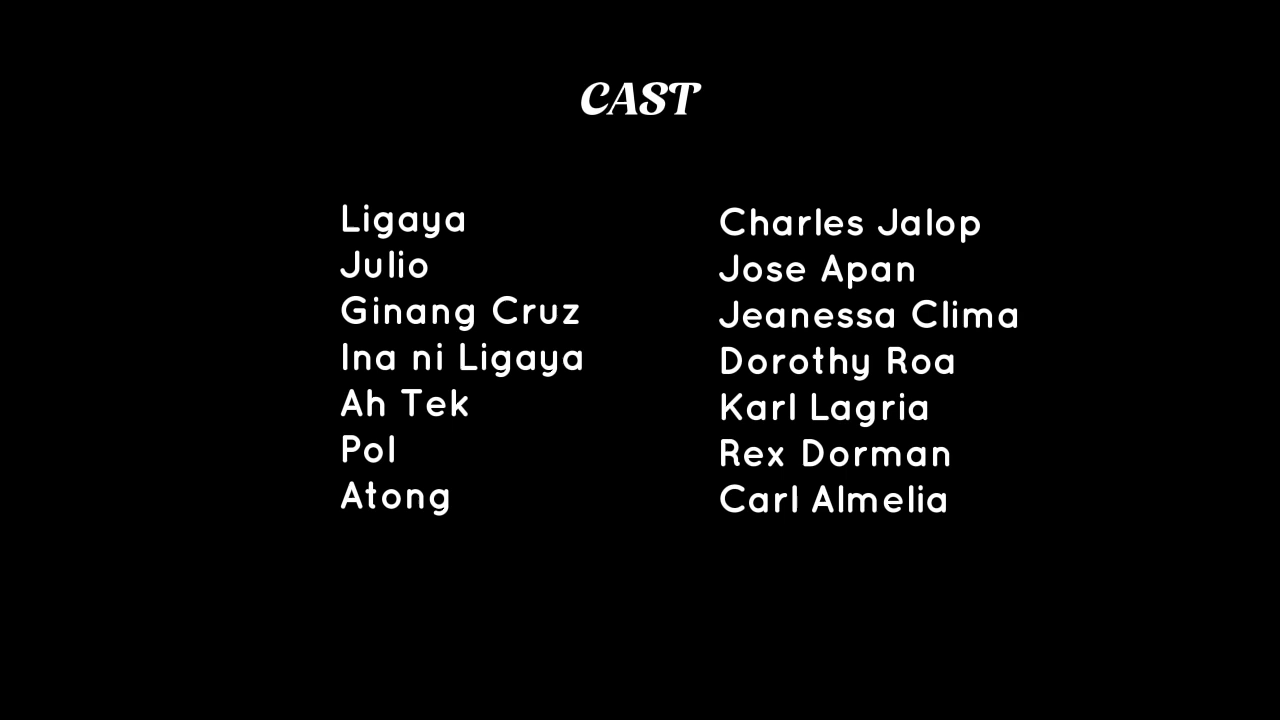 CAST
Ligaya Charles Jalop
Julio Jose Apan
Ginang Cruz Jeanessa Clima
Ina ni Ligaya Dorothy Roa
Ah Tek Karl Lagria
Pol Rex Dorman
Atong Carl Almelia